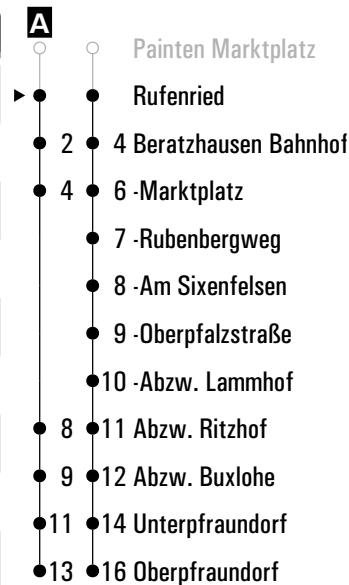 A
Painten Marktplatz
Rufenried
2 4 Beratzhausen Bahnhof
4 6 -Marktplatz
7 -Rubenbergweg
8 -Am Sixenfelsen
9 -Oberpfalzstraße
10 -Abzw. Lammhof
8 11 Abzw. Ritzhof
9 12 Abzw. Buxlohe
11 14 Unterpfraundorf
13 16 Oberpfraundorf